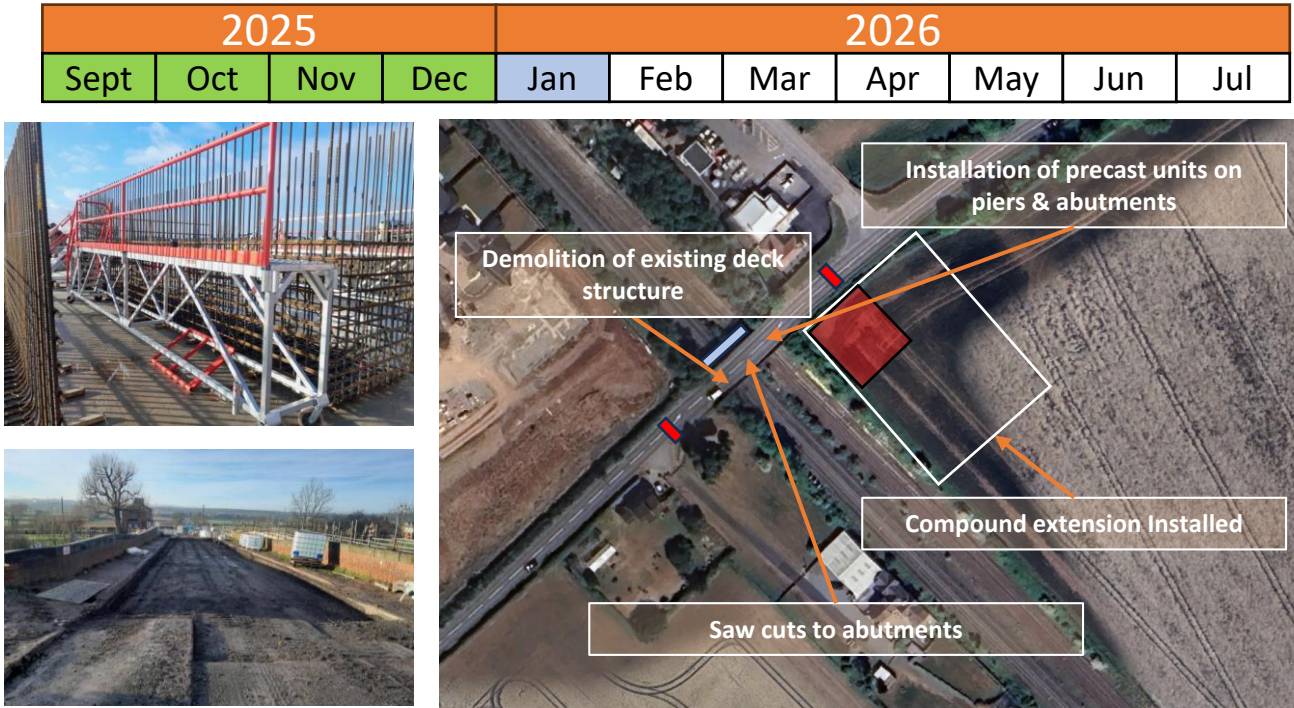 2025 2026
Sept Oct Nov Dec Jan Feb Mar Apr May Jun Jul
Installation of precast units on
piers & abutments
Demolition of existing deck
structure
Compound extension Installed
Saw cuts to abutments